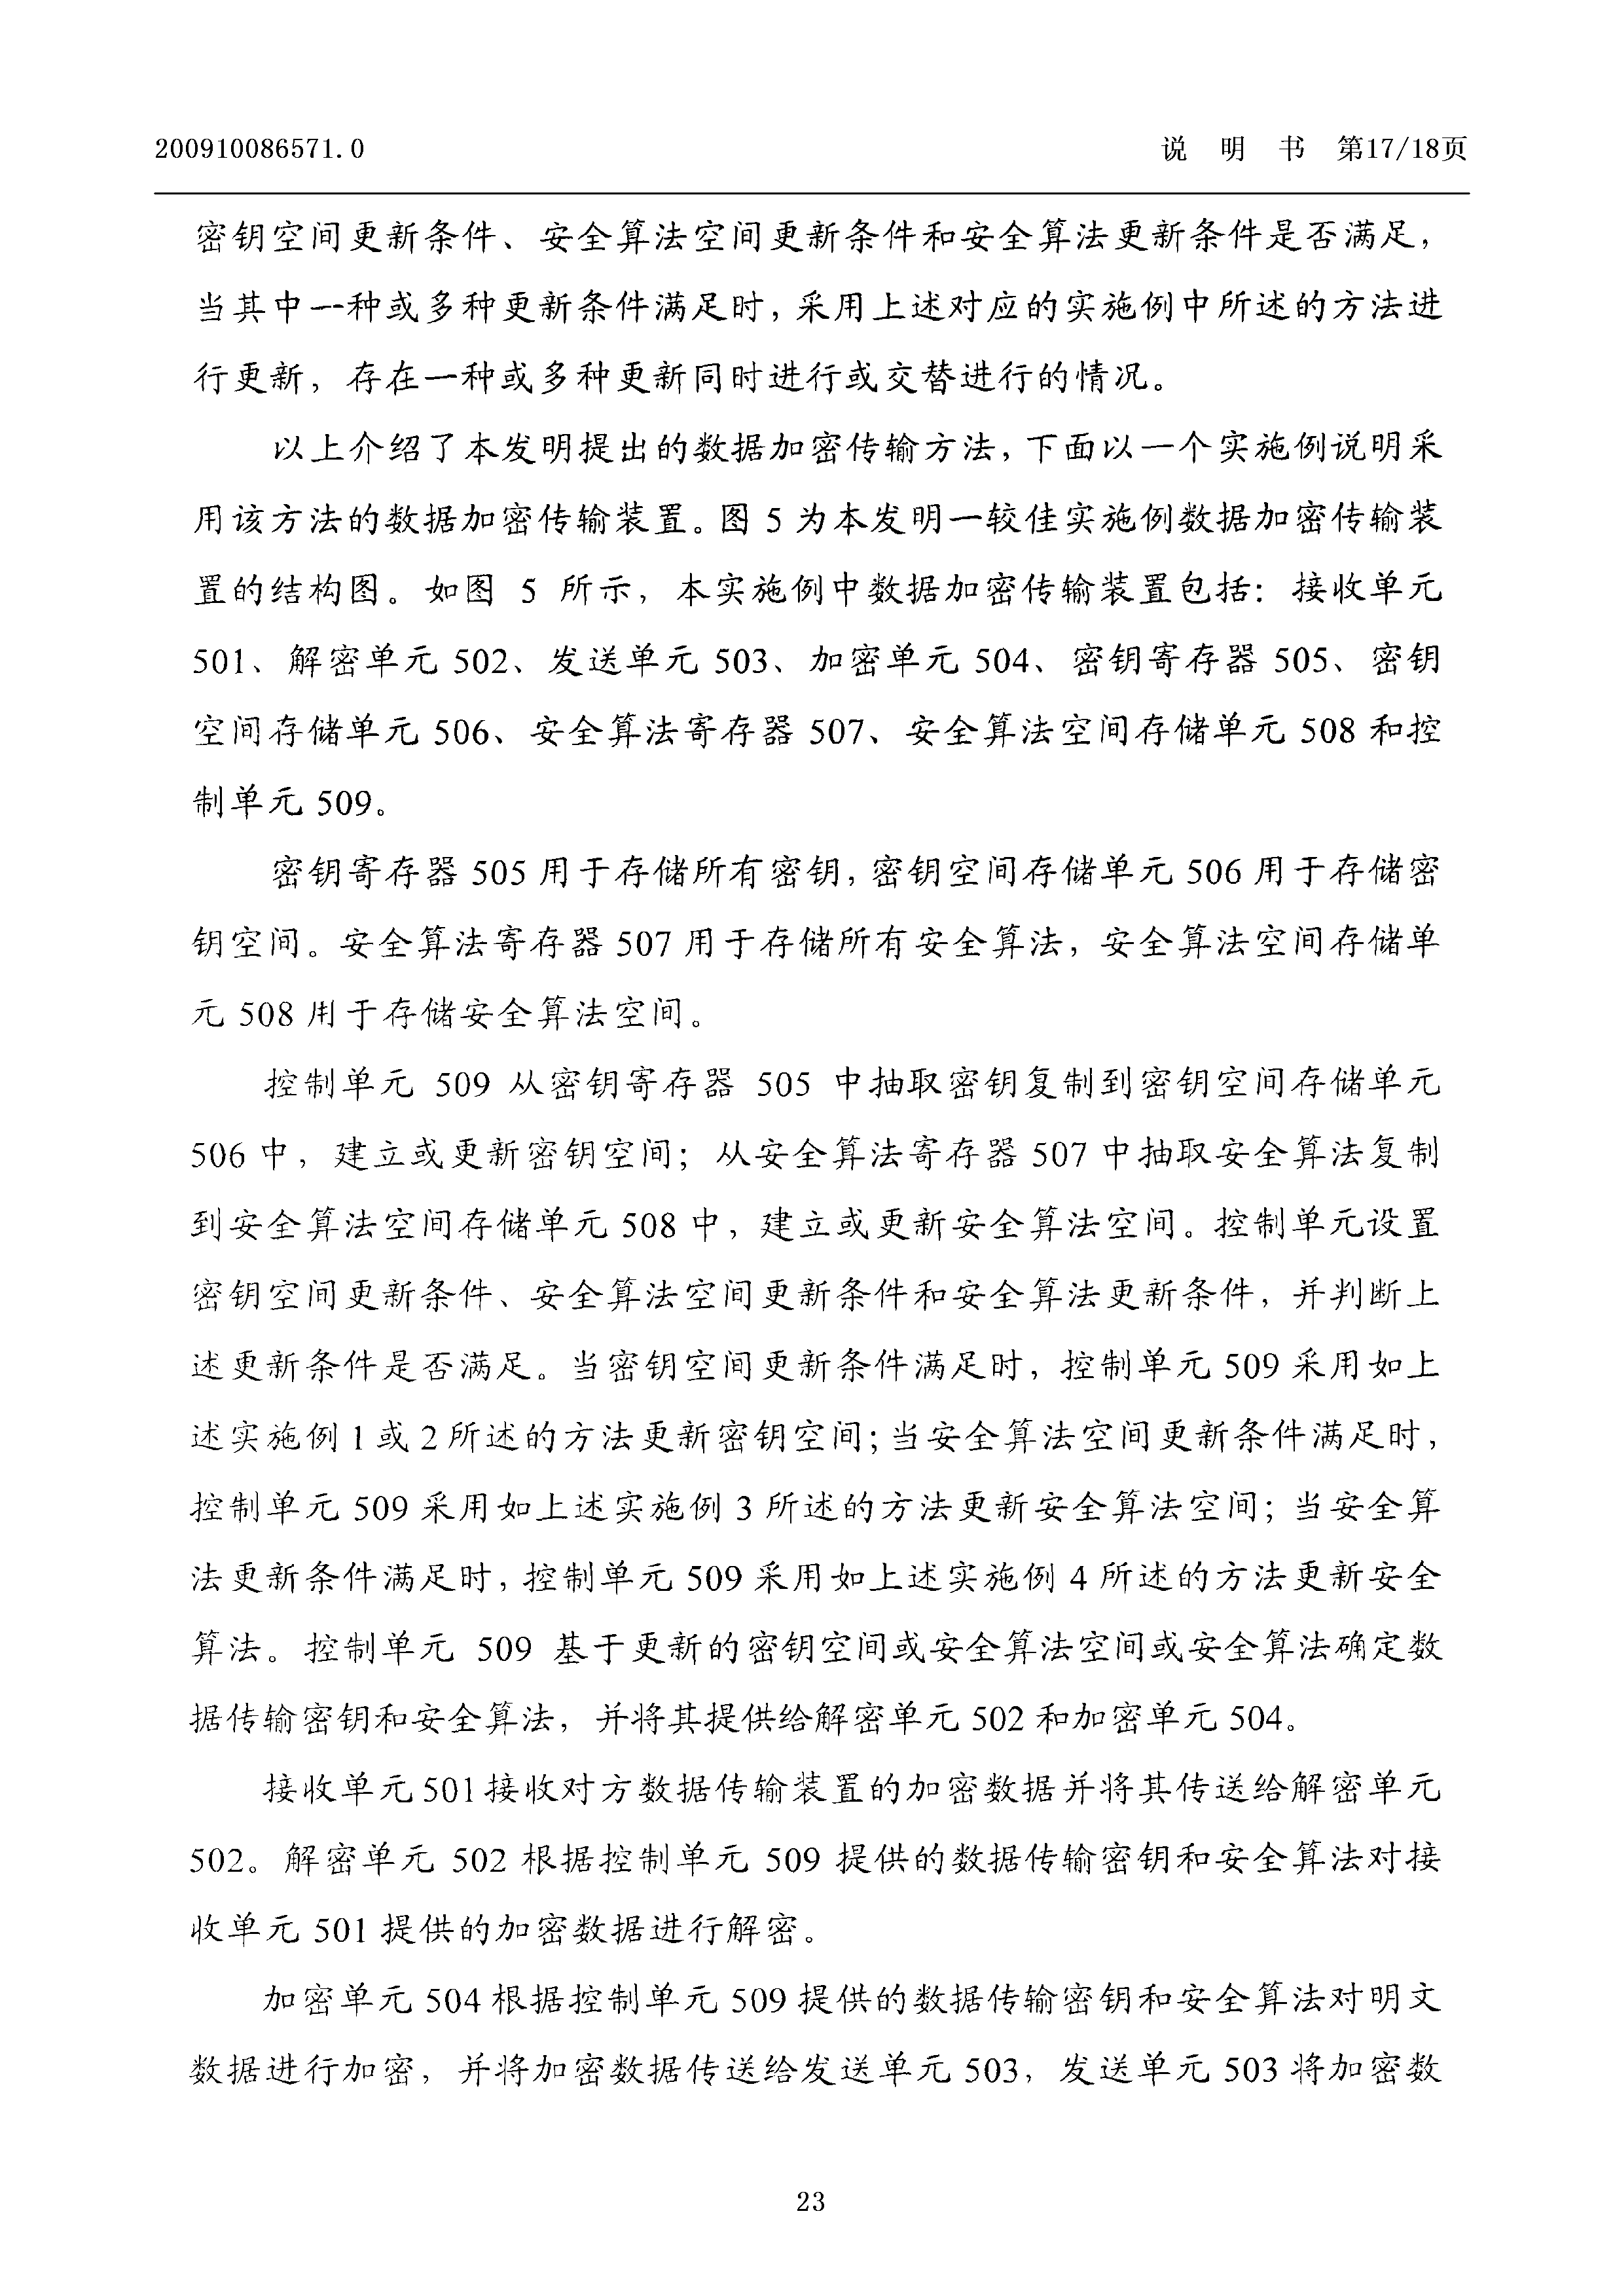 200910086571.0
说 明 书 第17/18页
密钥空间更新条件、安全算法空间更新条件和安全算法更新条件是否满足，
当其中一种或多种更新条件满足时，采用上述对应的实施例中所述的方法进
行更新，存在一种或多种更新同时进行或交替进行的情况。
以上介绍了本发明提出的数据加密传输方法，下面以一个实施例说明采
用该方法的数据加密传输装置。图 5 为本发明一较佳实施例数据加密传输装
置的结构图。如图 5 所示，本实施例中数据加密传输装置包括：接收单元
501、解密单元 502、发送单元 503、加密单元 504、密钥寄存器 505、密钥
空间存储单元 506、安全算法寄存器 507、安全算法空间存储单元 508 和控
制单元 509。
密钥寄存器 505 用于存储所有密钥，密钥空间存储单元 506 用于存储密
钥空间。安全算法寄存器 507 用于存储所有安全算法，安全算法空间存储单
元 508 用于存储安全算法空间。
控制单元 509 从密钥寄存器 505 中抽取密钥复制到密钥空间存储单元
506 中，建立或更新密钥空间；从安全算法寄存器 507 中抽取安全算法复制
到安全算法空间存储单元 508 中，建立或更新安全算法空间。控制单元设置
密钥空间更新条件、安全算法空间更新条件和安全算法更新条件，并判断上
述更新条件是否满足。当密钥空间更新条件满足时，控制单元 509 采用如上
述实施例 1 或 2 所述的方法更新密钥空间；当安全算法空间更新条件满足时，
控制单元 509 采用如上述实施例 3 所述的方法更新安全算法空间；当安全算
法更新条件满足时，控制单元 509 采用如上述实施例 4 所述的方法更新安全
算法。控制单元 509 基于更新的密钥空间或安全算法空间或安全算法确定数
据传输密钥和安全算法，并将其提供给解密单元 502 和加密单元 504。
接收单元 501 接收对方数据传输装置的加密数据并将其传送给解密单元
502。解密单元 502 根据控制单元 509 提供的数据传输密钥和安全算法对接
收单元 501 提供的加密数据进行解密。
加密单元 504 根据控制单元 509 提供的数据传输密钥和安全算法对明文
数据进行加密，并将加密数据传送给发送单元 503，发送单元 503 将加密数
23